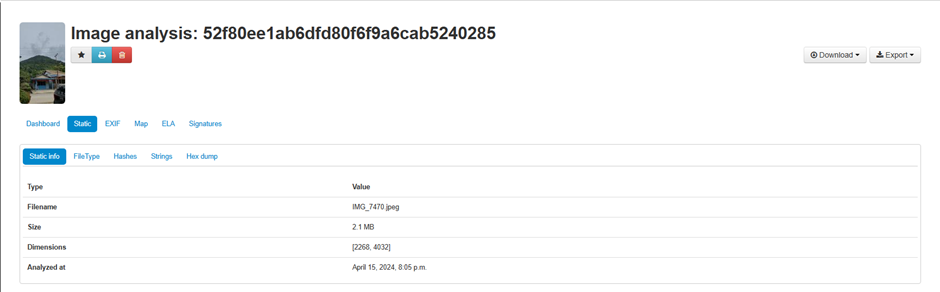 Image analysis: 52f80ee1ab6dfd80f6f9a6cab5240285
Download Export
Dashboard Static EXIF Map ELA Signatures
Static info FileType Hashes Strings Hex dump
Type Value
Filename IMG_7470.jpeg
Size 2.1 MB
Dimensions [2268, 4032]
Analyzed at April 15, 2024, 8:05 p.m.